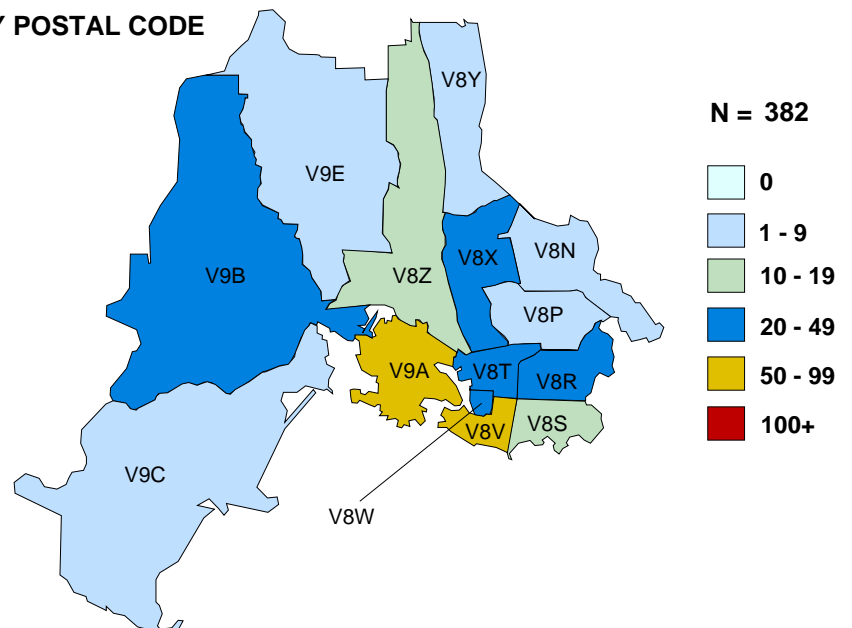 Y POSTAL CODE
V8Y
N = 382
V9E
0
1 - 9
V8N
V9B
V8Z
V8X
10 - 19
V8P
20 - 49
V9A
V8T
V8R
50 - 99
V8V
V8S
100+
V9C
V8W